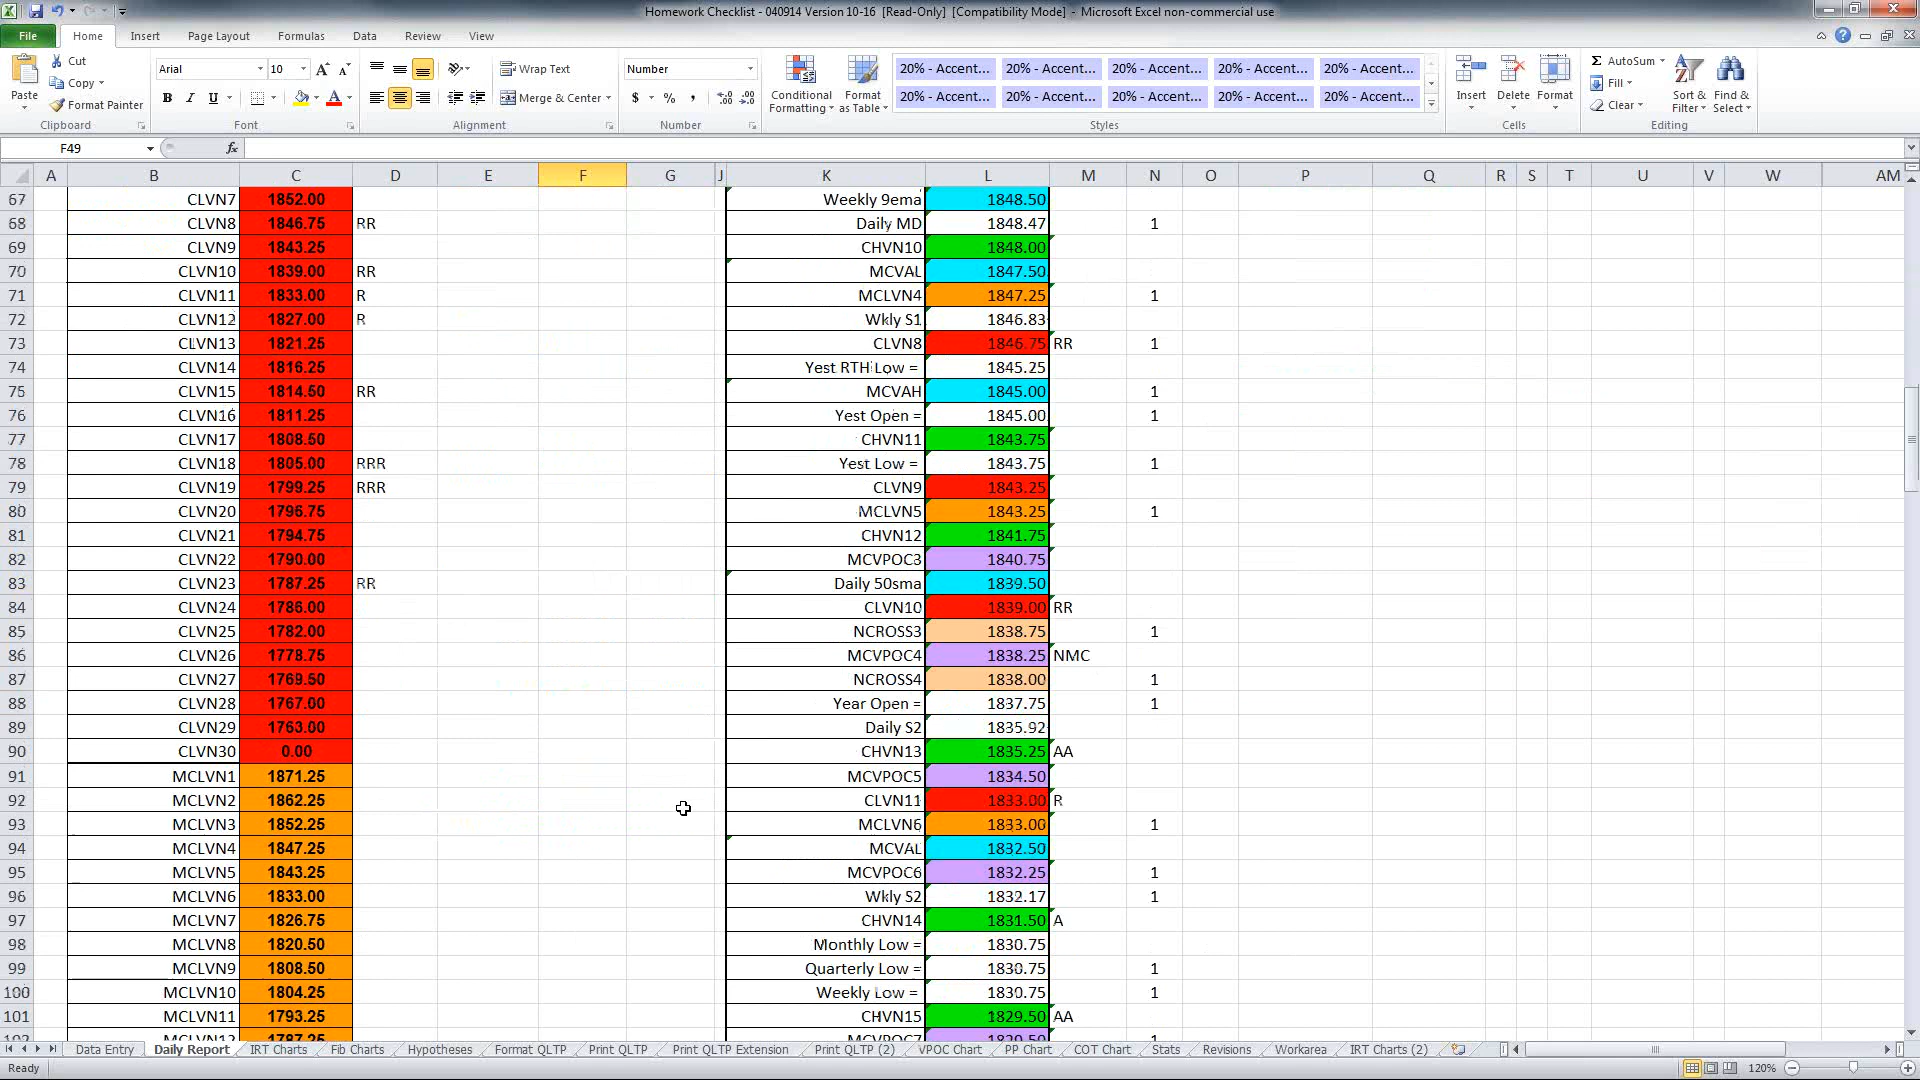 Homework Checklist - 040914 Version 10-16 [Read-Only] [Compatibility Mode] - Microsoft Excel non-commercial use
File Home Insert Page Layout Formulas Data Review View
Paste Cut Copy Format Painter Clipboard
Arial 10 B I U Font
Wrap Text Merge & Center Alignment
Number $ % , Number
Conditional Formatting Format as Table
20% - Accent... 20% - Accent... 20% - Accent... 20% - Accent... 20% - Accent...
20% - Accent... 20% - Accent... 20% - Accent... 20% - Accent... 20% - Accent...
Styles
Insert Delete Format Cells
AutoSum Fill Clear Sort & Filter Find & Select Editing
F49 fx
A B C D E F G J K L M N O P Q R S T U V W AM
67 CLVN7 1852.00 Weekly 9ema 1848.50
68 CLVN8 1846.75 RR Daily MD 1848.47 1
69 CLVN9 1843.25 CHVN10 1848.00
70 CLVN10 1839.00 RR MCVAL 1847.50
71 CLVN11 1833.00 R MCLVN4 1847.25 1
72 CLVN12 1827.00 R Wkly S1 1846.83
73 CLVN13 1821.25 CLVN8 1846.75 RR 1
74 CLVN14 1816.25 Yest RTH Low = 1845.25
75 CLVN15 1814.50 RR MCVAH 1845.00 1
76 CLVN16 1811.25 Yest Open = 1845.00 1
77 CLVN17 1808.50 CHVN11 1843.75
78 CLVN18 1805.00 RRR Yest Low = 1843.75 1
79 CLVN19 1799.25 RRR CLVN9 1843.25
80 CLVN20 1796.75 MCLVN5 1843.25 1
81 CLVN21 1794.75 CHVN12 1841.75
82 CLVN22 1790.00 MCVPOC3 1840.75
83 CLVN23 1787.25 RR Daily 50sma 1839.50
84 CLVN24 1786.00 CLVN10 1839.00 RR
85 CLVN25 1782.00 NCROSS3 1838.75 1
86 CLVN26 1778.75 MCVPOC4 1838.25 NMC
87 CLVN27 1769.50 NCROSS4 1838.00 1
88 CLVN28 1767.00 Year Open = 1837.75 1
89 CLVN29 1763.00 Daily S2 1835.92
90 CLVN30 0.00 CHVN13 1835.25 AA
91 MCLVN1 1871.25 MCVPOC5 1834.50
92 MCLVN2 1862.25 CLVN11 1833.00 R
93 MCLVN3 1852.25 MCLVN6 1833.00 1
94 MCLVN4 1847.25 MCVAL 1832.50
95 MCLVN5 1843.25 MCVPOC6 1832.25 1
96 MCLVN6 1833.00 Wkly S2 1832.17 1
97 MCLVN7 1826.75 CHVN14 1831.50 A
98 MCLVN8 1820.50 Monthly Low = 1830.75
99 MCLVN9 1808.50 Quarterly Low = 1830.75 1
100 MCLVN10 1804.25 Weekly Low = 1830.75 1
101 MCLVN11 1793.25 CHVN15 1829.50 AA
102 MCLVN12 1787.25 MCVPOC7 1829.50 1
Data Entry Daily Report IRT Charts Fib Charts Hypotheses Format QLTP Print QLTP Print QLTP Extension Print QLTP (2) VPOC Chart PP Chart COT Chart Stats Revisions Workarea IRT Charts (2)
Ready 120%